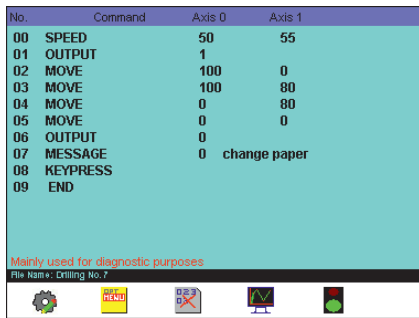 No. Command Axis 0 Axis 1
00 SPEED 50 55
01 OUTPUT 1
02 MOVE 100 0
03 MOVE 100 80
04 MOVE 0 80
05 MOVE 0 0
06 OUTPUT 0
07 MESSAGE 0 change paper
08 KEYPRESS
09 END
Mainly used for diagnostic purposes
File Name: Drilling No. 7
OPT MENU